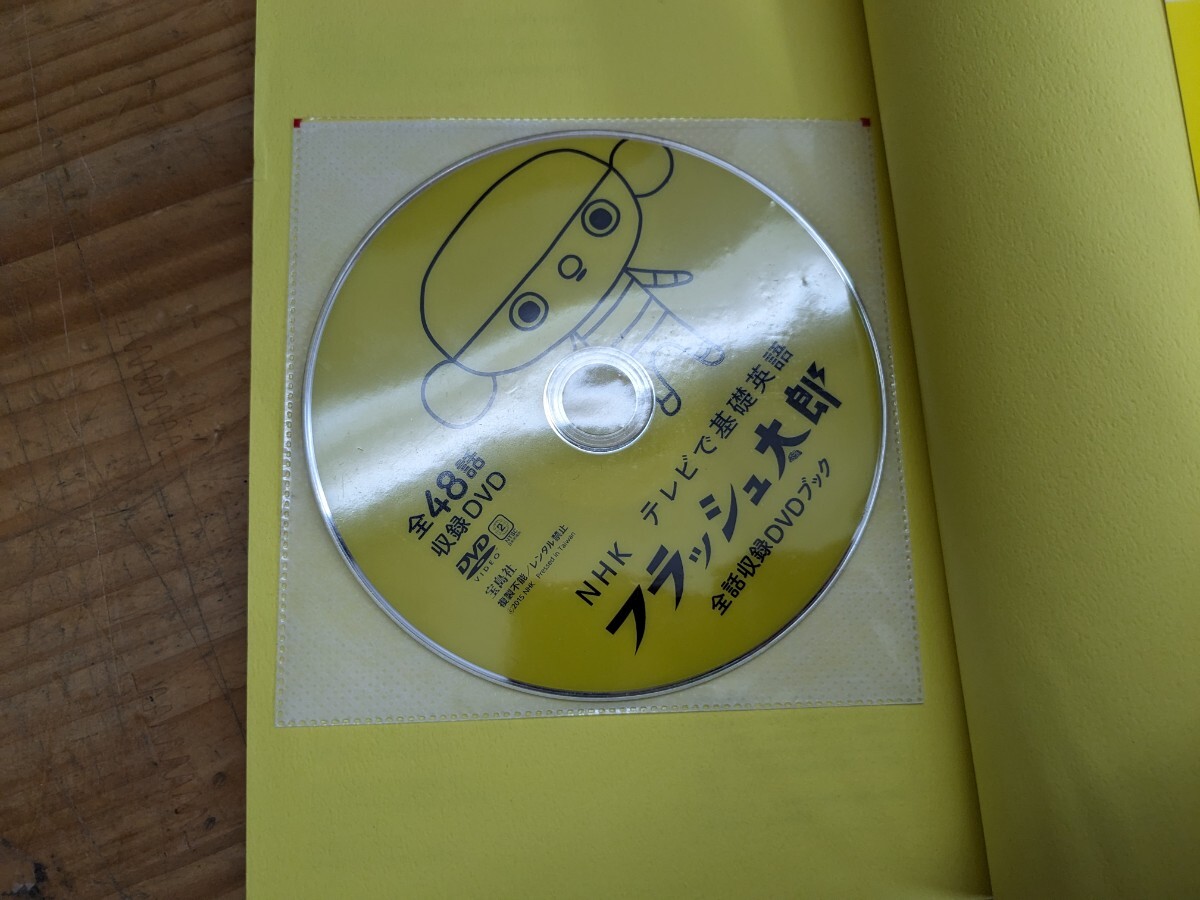 NHK テレビで基礎英語
フラッシュ太郎
全話収録DVDブック
全48話
収録DVD
DVD
VIDEO
2
宝島社
複製不能/レンタル禁止
©2015 NHK Pressed in Taiwan